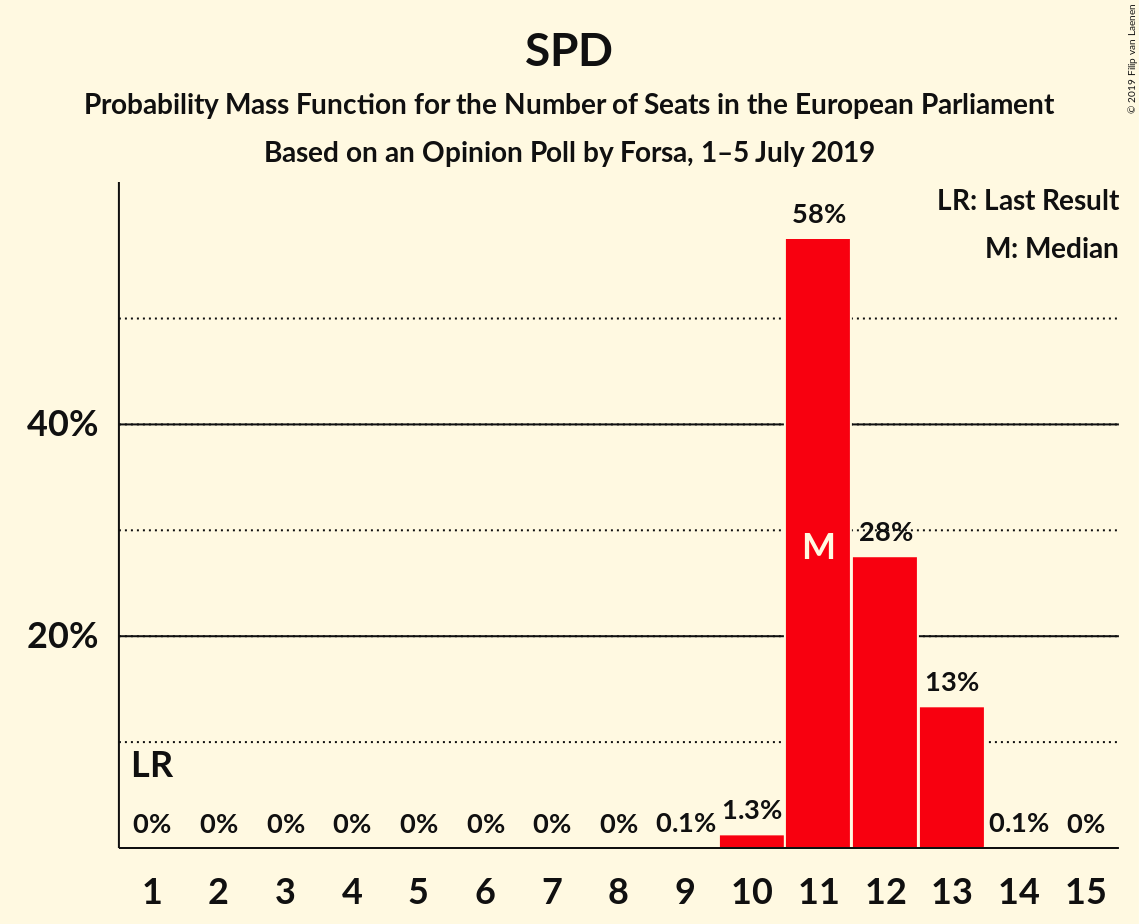 SPD
Probability Mass Function for the Number of Seats in the European Parliament
Based on an Opinion Poll by Forsa, 1–5 July 2019
© 2019 Filip van Laenen
LR: Last Result
M: Median
58%
40%
M
28%
20%
13%
LR
0% 0% 0% 0% 0% 0% 0% 0% 0.1% 1.3% 0.1% 0%
1 2 3 4 5 6 7 8 9 10 11 12 13 14 15